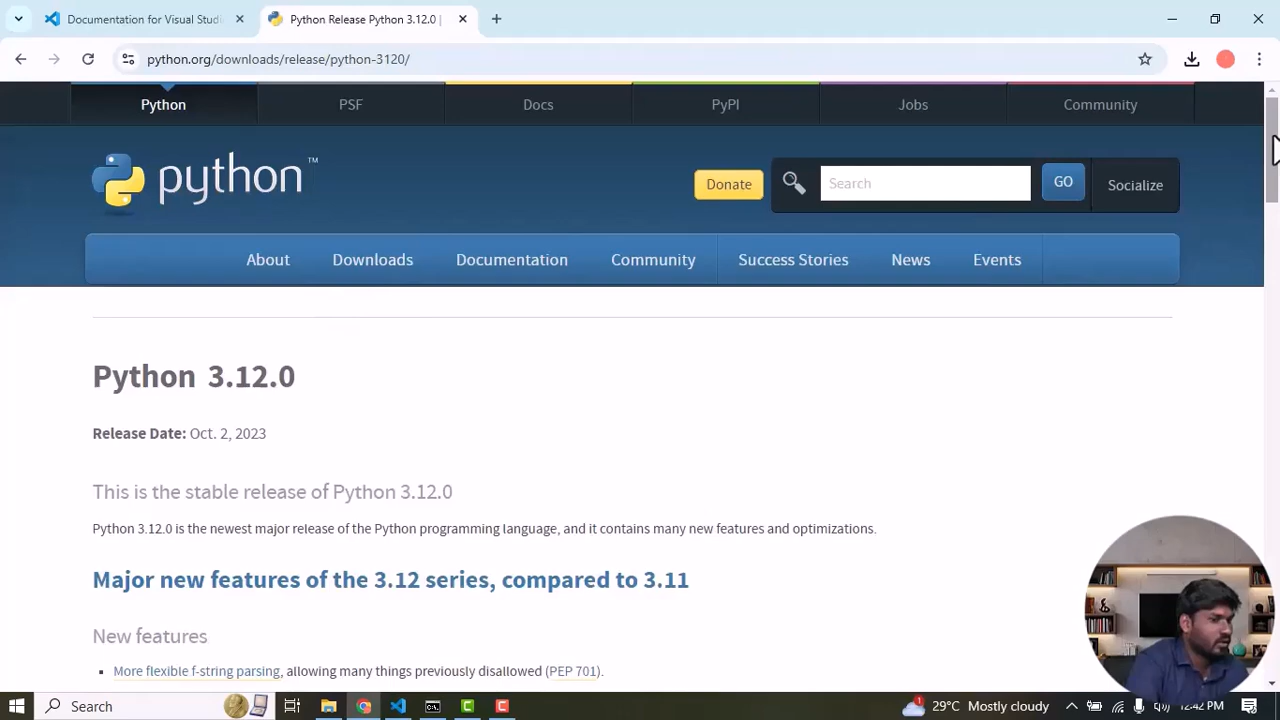 Documentation for Visual Studi
Python Release Python 3.12.0 |
python.org/downloads/release/python-3120/
Python
PSF
Docs
PyPI
Jobs
Community
python™
Donate
Search
GO
Socialize
About
Downloads
Documentation
Community
Success Stories
News
Events
Python 3.12.0
Release Date: Oct. 2, 2023
This is the stable release of Python 3.12.0
Python 3.12.0 is the newest major release of the Python programming language, and it contains many new features and optimizations.
Major new features of the 3.12 series, compared to 3.11
New features
More flexible f-string parsing, allowing many things previously disallowed (PEP 701).
Search
1
29°C Mostly cloudy
12:42 PM